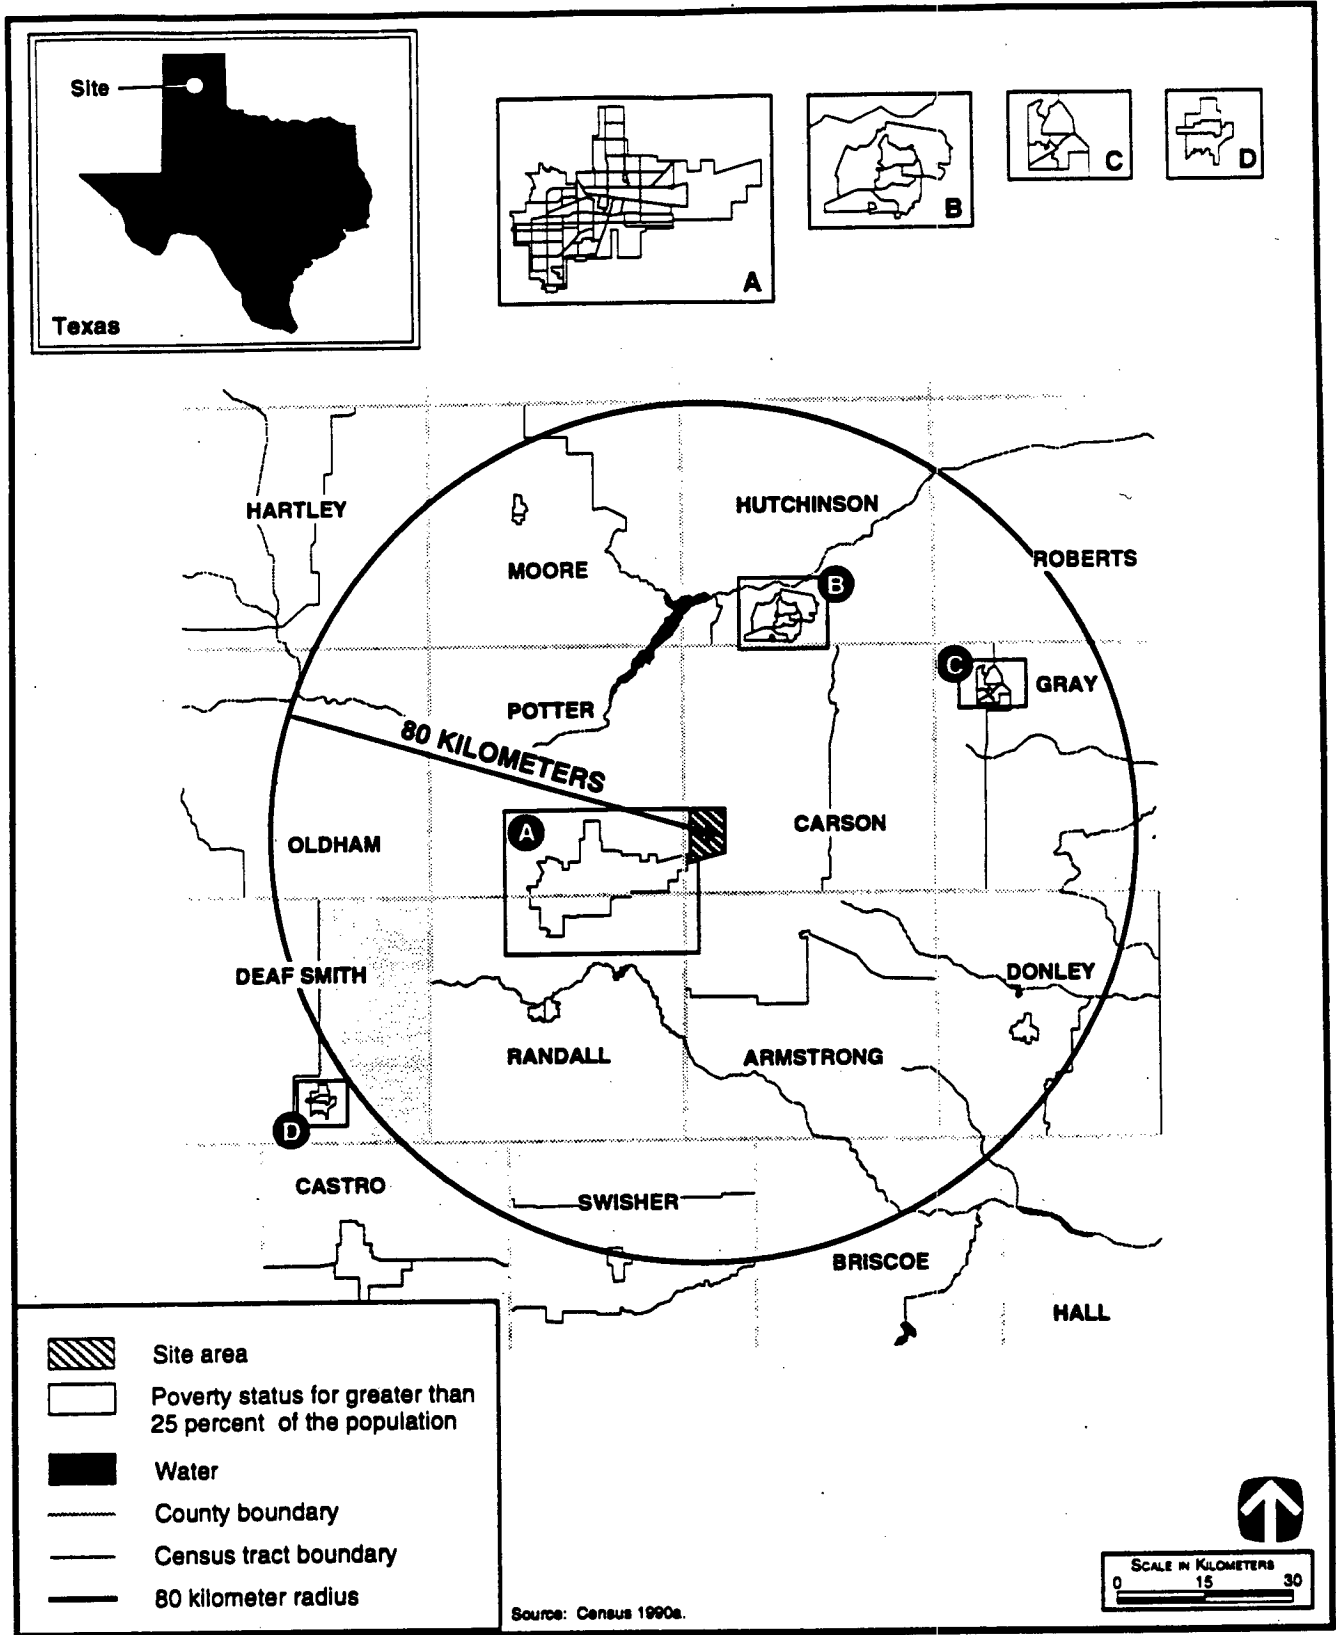 Site
Texas
A
B
C
D
HARTLEY
HUTCHINSON
ROBERTS
MOORE
B
C
GRAY
POTTER
80 KILOMETERS
A
CARSON
OLDHAM
DEAF SMITH
DONLEY
RANDALL
ARMSTRONG
D
CASTRO
SWISHER
BRISCOE
HALL
Site area
Poverty status for greater than
25 percent of the population
Water
County boundary
Census tract boundary
80 kilometer radius
Source: Census 1990a.
SCALE IN KILOMETERS
0 15 30